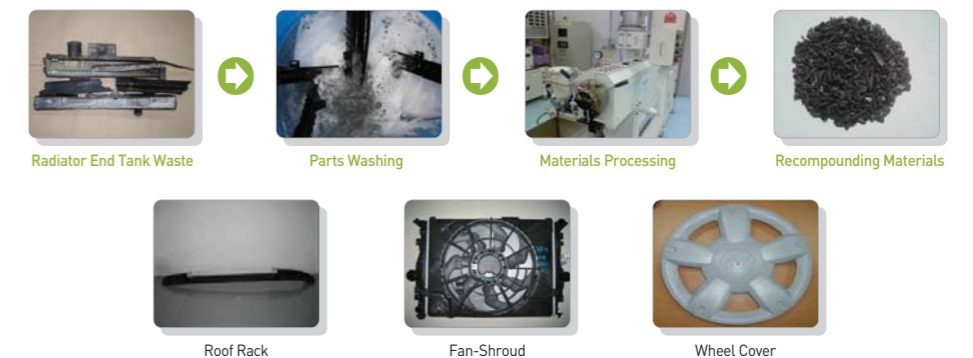 Radiator End Tank Waste
Parts Washing
Materials Processing
Recompounding Materials
Roof Rack
Fan-Shroud
Wheel Cover